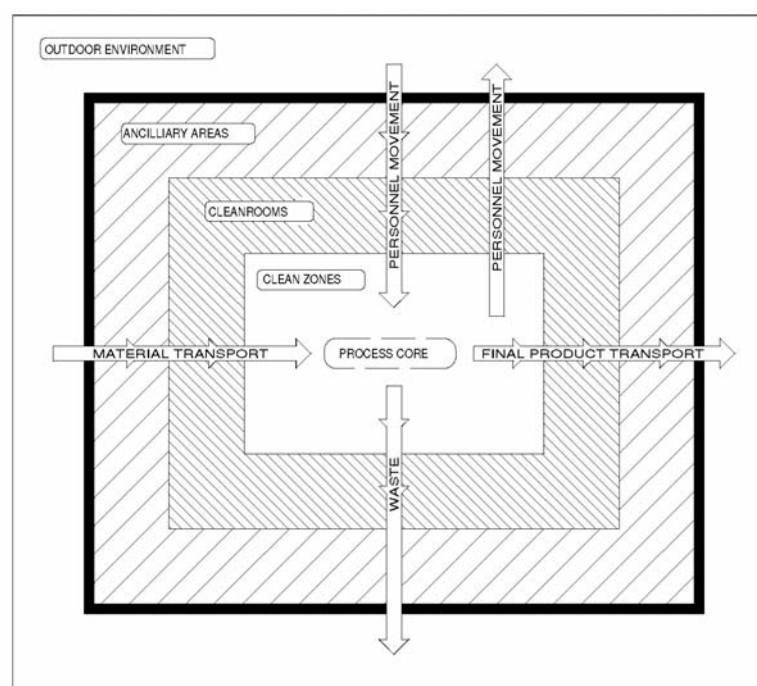 OUTDOOR ENVIRONMENT
ANCILLIARY AREAS
CLEANROOMS
CLEAN ZONES
PERSONNEL MOVEMENT
PERSONNEL MOVEMENT
MATERIAL TRANSPORT
PROCESS CORE
FINAL PRODUCT TRANSPORT
WASTE